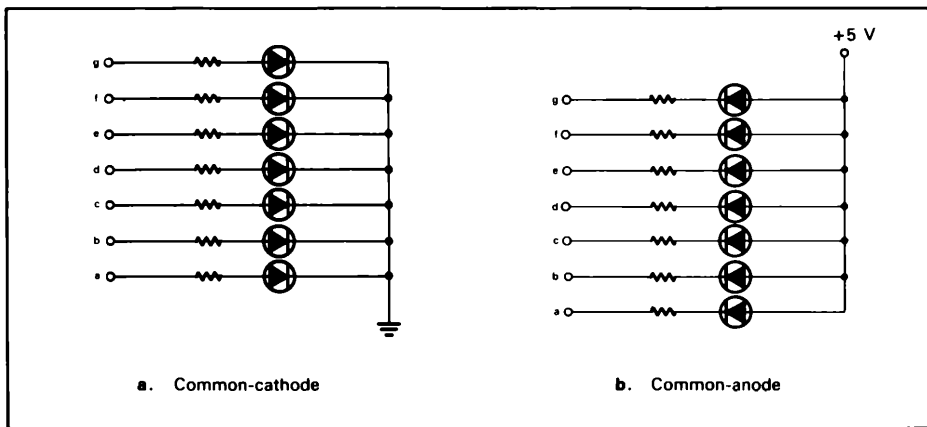 +5 V
g
f
e
d
c
b
a
g
f
e
d
c
b
a
a. Common-cathode
b. Common-anode